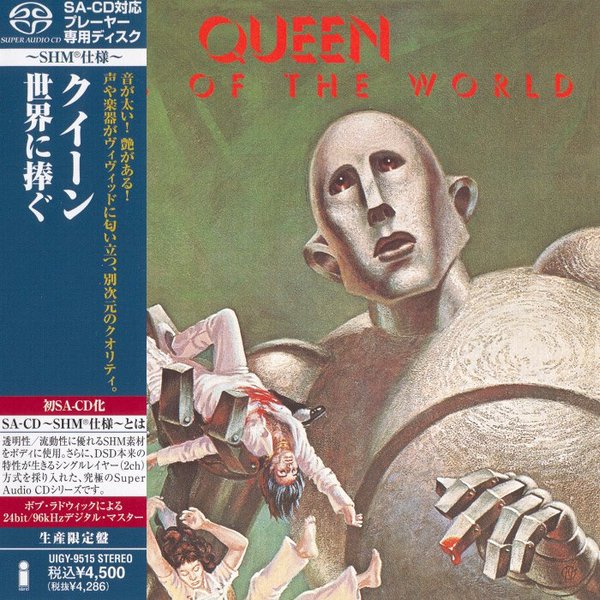 SUPER AUDIO CD
SA-CD対応
プレーヤー
専用ディスク
～SHM®仕様～
クイーン
世界に捧ぐ
音が太い！艶がある！
声や楽器がヴィヴィッドに匂い立つ、別次元のクオリティ。
初SA-CD化
SA-CD～SHM®仕様～とは
透明性／流動性に優れるSHM素材
をボディに使用。さらに、DSD本来の
特性が生きるシングルレイヤー(2ch)
方式を採り入れた、究極のSuper
Audio CDシリーズです。
ボブ・ラドウィックによる
24bit/96kHzデジタル・マスター
生産限定盤
UIGY-9515 STEREO
税込¥4,500
(税抜¥4,286)
QUEEN
OF THE WORLD